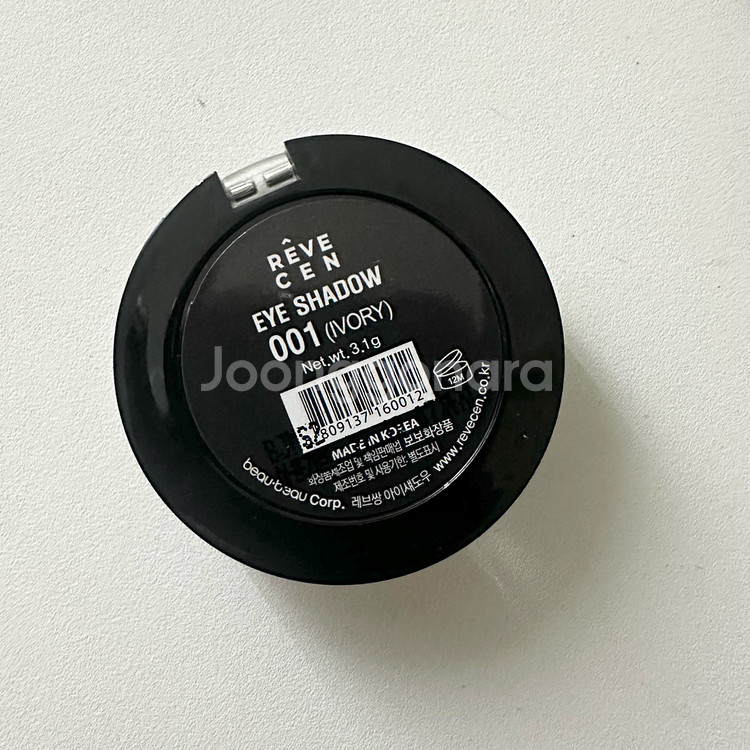 RÊVE
CEN
EYE SHADOW
001 (IVORY)
Net.wt. 3.1g
809137 160012
12M
MADE IN KOREA
화장품제조업 및 책임판매업 보보화장품
제조번호 및 사용기한: 별도표시
beau·beau Corp. 레브쌍 아이섀도우 www.revecen.co.kr